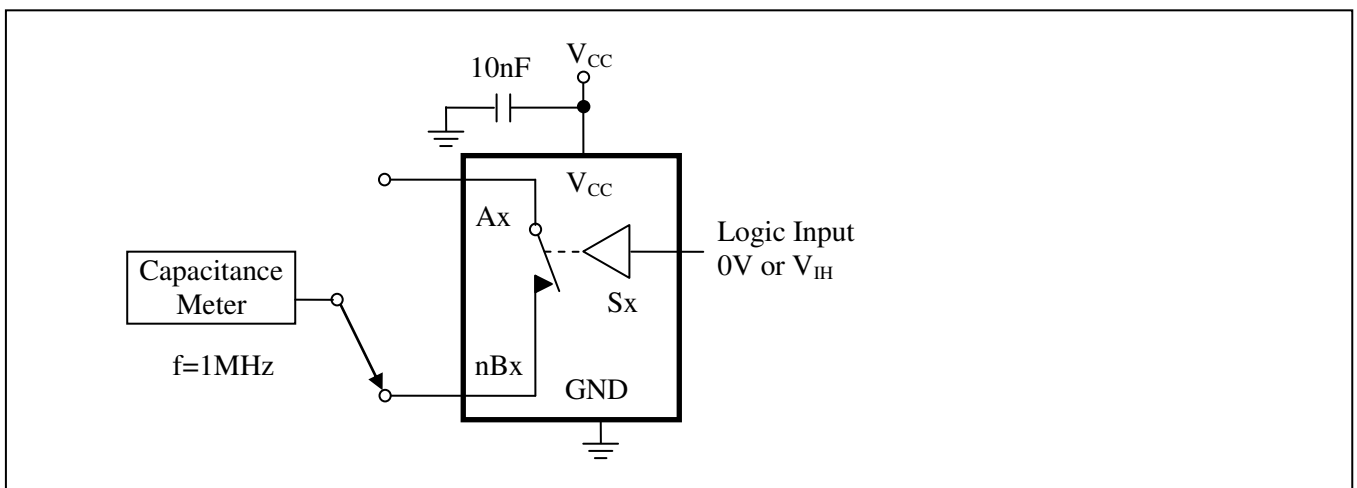 V_CC
10nF
V_CC
Ax
Logic Input
0V or V_IH
Capacitance
Meter
Sx
f=1MHz
nBx
GND